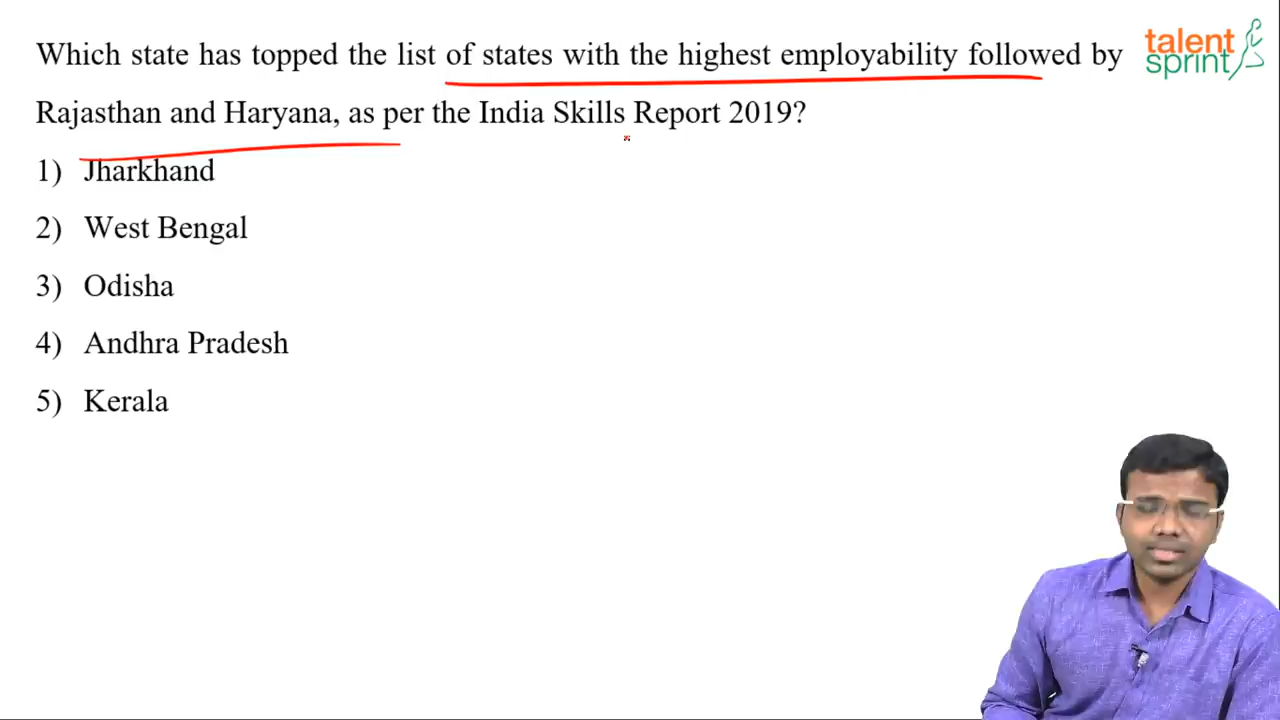 Which state has topped the list of states with the highest employability followed by
Rajasthan and Haryana, as per the India Skills Report 2019?
1) Jharkhand
2) West Bengal
3) Odisha
4) Andhra Pradesh
5) Kerala
talent
sprint